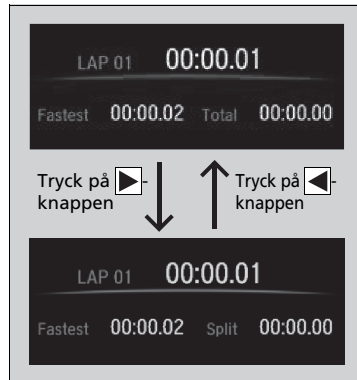 LAP 01 00:00.01
Fastest 00:00.02 Total 00:00.00
Tryck på ▶-
knappen
Tryck på ◀-
knappen
LAP 01 00:00.01
Fastest 00:00.02 Split 00:00.00